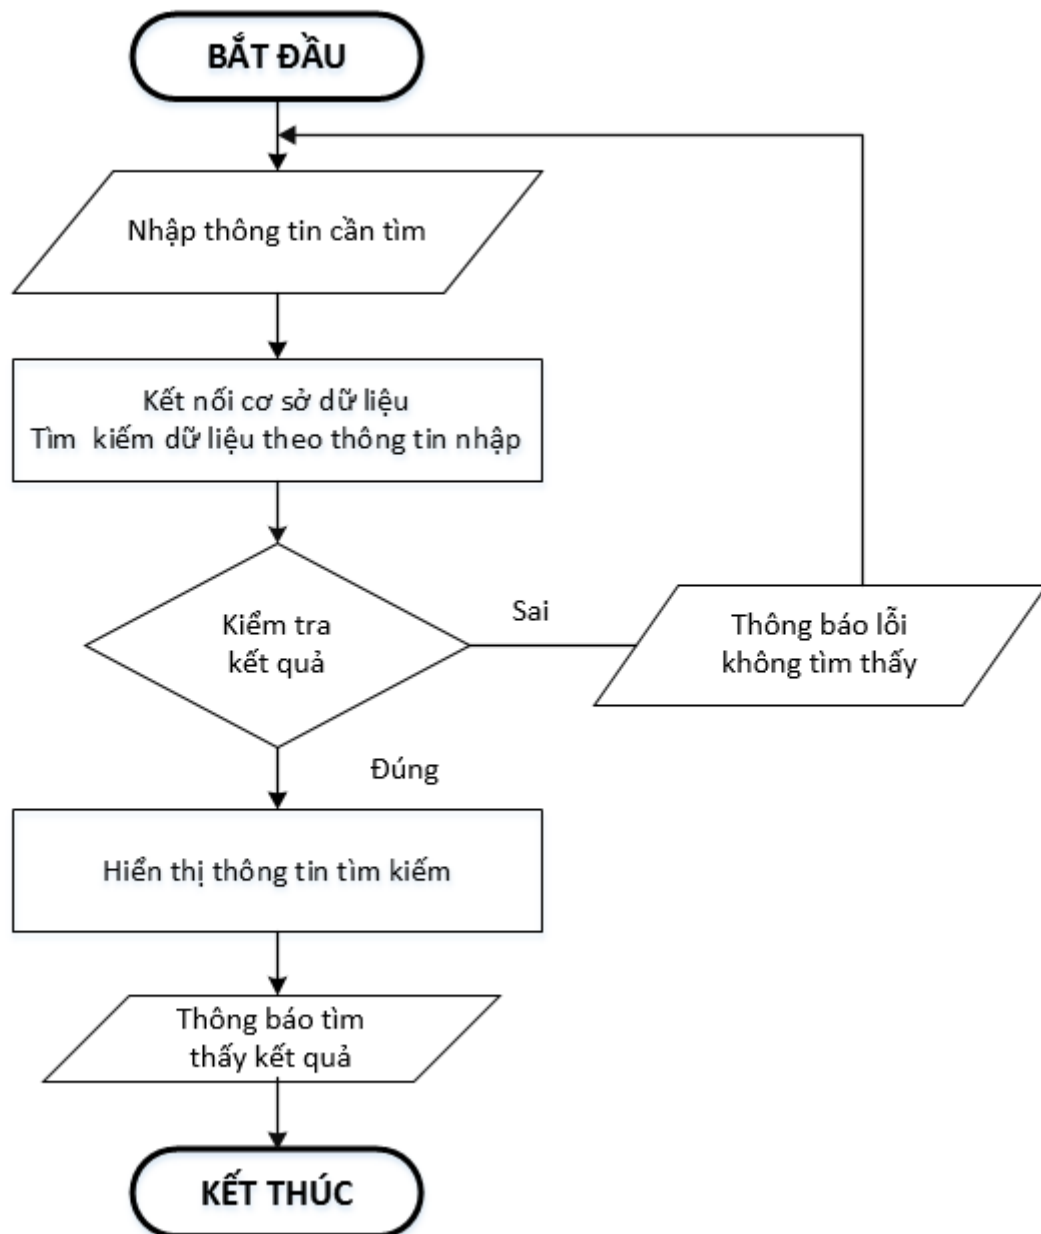 BẮT ĐẦU
Nhập thông tin cần tìm
Kết nối cơ sở dữ liệu
Tìm kiếm dữ liệu theo thông tin nhập
Kiểm tra
kết quả
Sai
Thông báo lỗi
không tìm thấy
Đúng
Hiển thị thông tin tìm kiếm
Thông báo tìm
thấy kết quả
KẾT THÚC